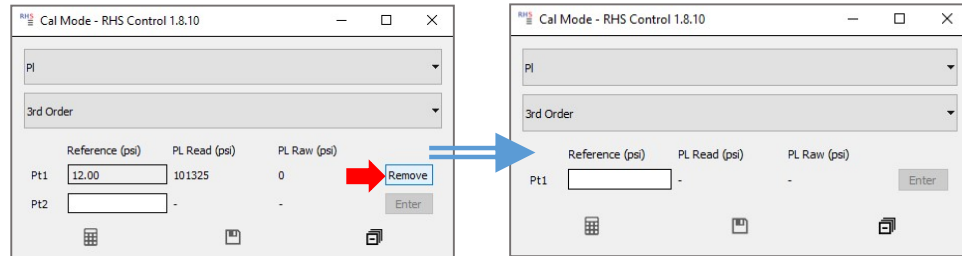 RHS Cal Mode - RHS Control 1.8.10
Pl
3rd Order
Reference (psi) PL Read (psi) PL Raw (psi)
Pt1 12.00 101325 0 Remove
Pt2 - - Enter
RHS Cal Mode - RHS Control 1.8.10
Pl
3rd Order
Reference (psi) PL Read (psi) PL Raw (psi)
Pt1 - - Enter